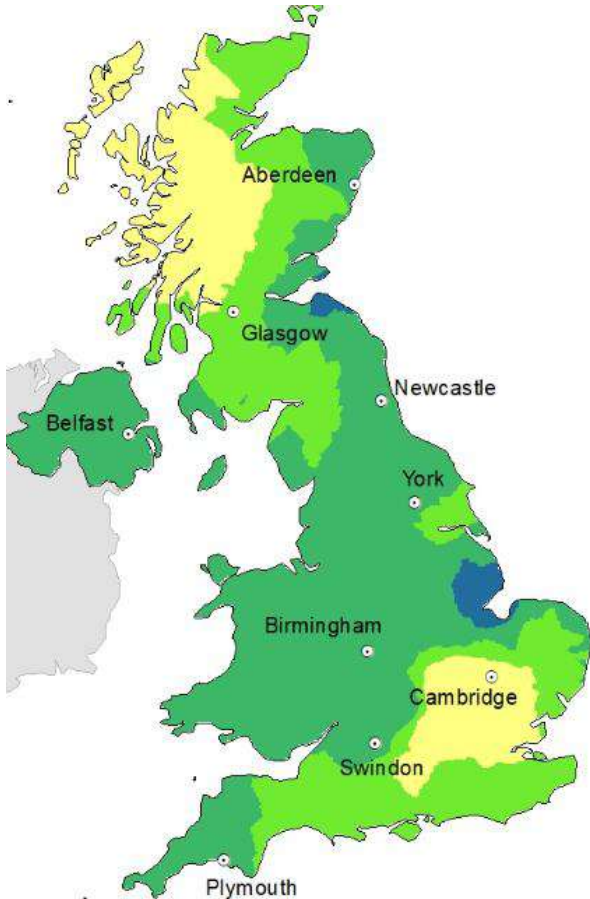 Aberdeen
Glasgow
Newcastle
Belfast
York
Birmingham
Cambridge
Swindon
Plymouth